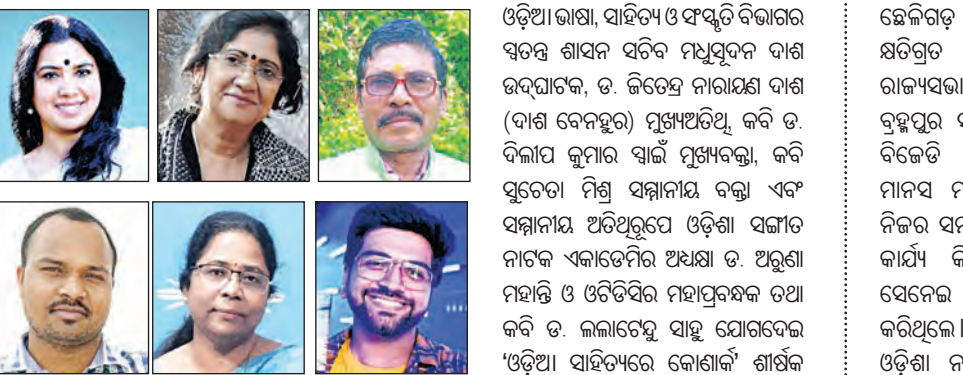 ଓଡ଼ିଆ ଭାଷା, ସାହିତ୍ୟ ଓ ସଂସ୍କୃତି ବିଭାଗର
ସ୍ୱତନ୍ତ୍ର ଶାସନ ସଚିବ ମଧୁସୂଦନ ଦାଶ
ଉଦ୍‌ଘାଟକ, ଡ. ଜିତେନ୍ଦ୍ର ନାରାୟଣ ଦାଶ
(ଦାଶ ବେନହୁର) ମୁଖ୍ୟଅତିଥି, କବି ଡ.
ଦିଲୀପ କୁମାର ସ୍ୱାଇଁ ମୁଖ୍ୟବକ୍ତା, କବି
ସୁଚେତା ମିଶ୍ର ସମ୍ମାନୀୟ ବକ୍ତା ଏବଂ
ସମ୍ମାନୀୟ ଅତିଥିରୂପେ ଓଡ଼ିଶା ସଙ୍ଗୀତ
ନାଟକ ଏକାଡେମିର ଅଧ୍ୟକ୍ଷା ଡ. ଅରୁଣା
ମହାନ୍ତି ଓ ଓଟିଡିସିର ମହାପ୍ରବନ୍ଧକ ତଥା
କବି ଡ. ଲଲାଟେନ୍ଦୁ ସାହୁ ଯୋଗଦେଇ
‘ଓଡ଼ିଆ ସାହିତ୍ୟରେ କୋଣାର୍କ’ ଶୀର୍ଷକ
ଛେଳିଗଡ଼
କ୍ଷତିଗ୍ରତ
ରାଜ୍ୟସଭା
ବ୍ରହ୍ମପୁର
ବିଜେଡି
ମାନସ
ନିଜର
କାର୍ଯ୍ୟ
ସେନେଇ
କରିଥିଲେ।
ଓଡ଼ିଶା